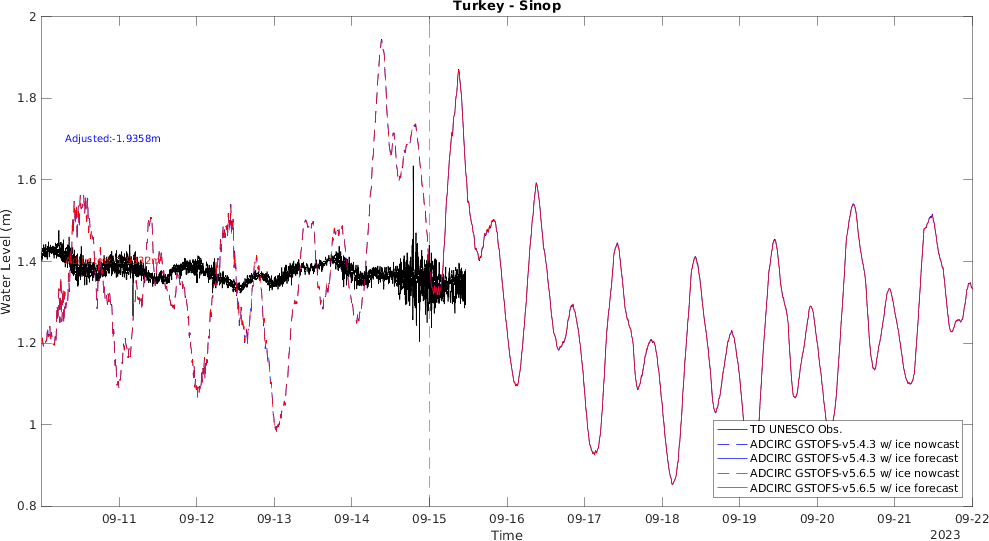 Turkey - Sinop
Water Level (m)
2
1.8
1.6
1.4
1.2
1
0.8
Adjusted:-1.9358m
09-11
09-12
09-13
09-14
09-15
09-16
09-17
09-18
09-19
09-20
09-21
09-22
Time
2023
TD UNESCO Obs.
ADCIRC GSTOFS-v5.4.3 w/ ice nowcast
ADCIRC GSTOFS-v5.4.3 w/ ice forecast
ADCIRC GSTOFS-v5.6.5 w/ ice nowcast
ADCIRC GSTOFS-v5.6.5 w/ ice forecast